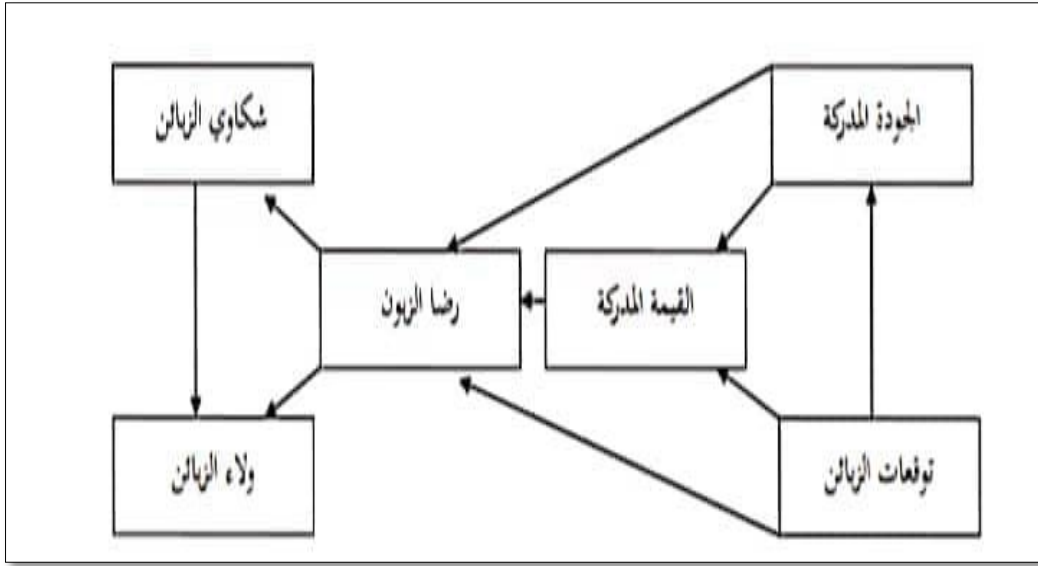 الجودة المدركة
شكاوي الزبائن
القيمة المدركة
رضا الزبون
توقعات الزبائن
ولاء الزبائن